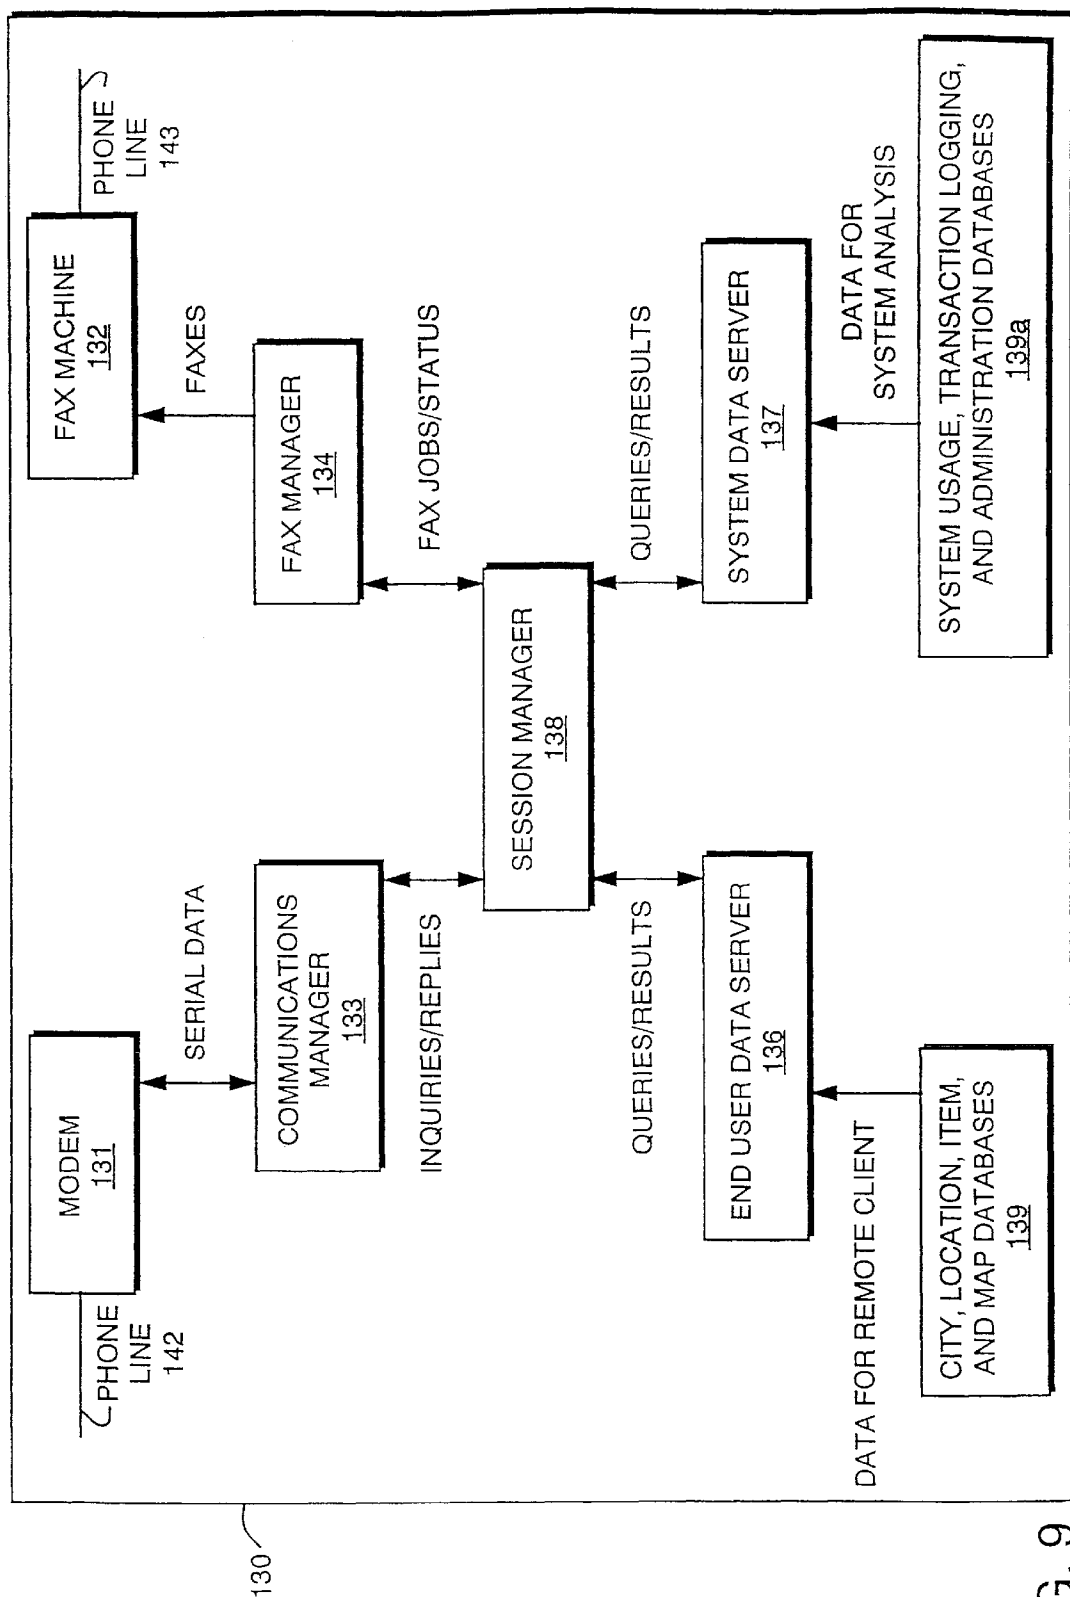 PHONE
LINE
142
MODEM
131
SERIAL DATA
COMMUNICATIONS
MANAGER
133
INQUIRIES/REPLIES
FAX MACHINE
132
PHONE
LINE
143
FAXES
FAX MANAGER
134
FAX JOBS/STATUS
SESSION MANAGER
138
QUERIES/RESULTS
QUERIES/RESULTS
END USER DATA SERVER
136
SYSTEM DATA SERVER
137
DATA FOR REMOTE CLIENT
DATA FOR
SYSTEM ANALYSIS
CITY, LOCATION, ITEM,
AND MAP DATABASES
139
SYSTEM USAGE, TRANSACTION LOGGING,
AND ADMINISTRATION DATABASES
139a
130
G. 9